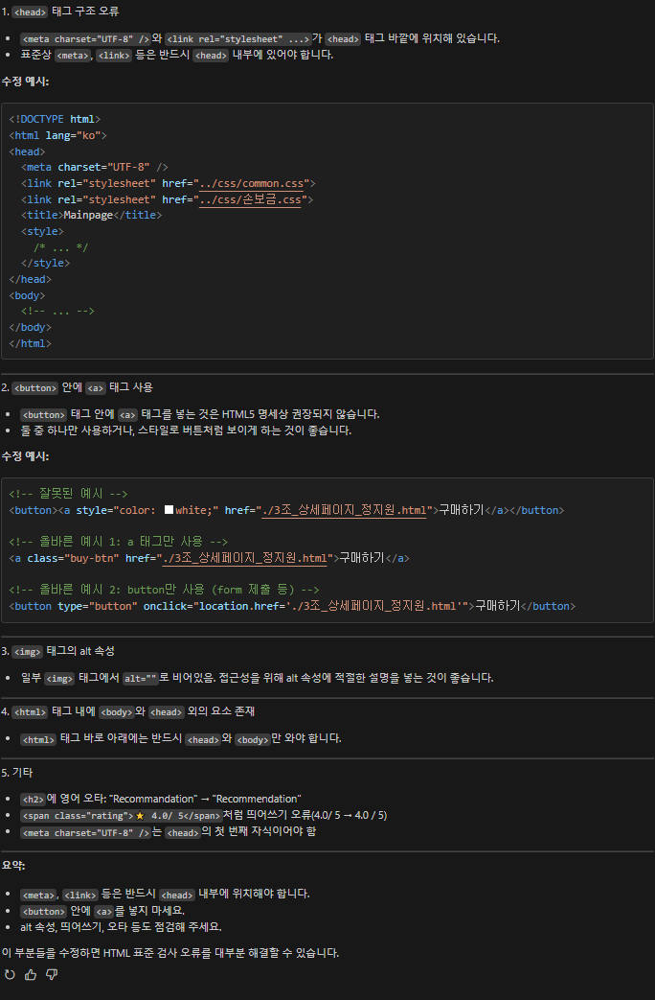 1. <head> 태그 구조 오류
• <meta charset="UTF-8" />와 <link rel="stylesheet" ...>가 <head> 태그 바깥에 위치해 있습니다.
• 표준상 <meta>, <link> 등은 반드시 <head> 내부에 있어야 합니다.
수정 예시:
<!DOCTYPE html>
<html lang="ko">
<head>
  <meta charset="UTF-8" />
  <link rel="stylesheet" href="../css/common.css">
  <link rel="stylesheet" href="../css/손보금.css">
  <title>Mainpage</title>
  <style>
    /* ... */
  </style>
</head>
<body>
  <!-- ... -->
</body>
</html>
2. <button> 안에 <a> 태그 사용
• <button> 태그 안에 <a> 태그를 넣는 것은 HTML5 명세상 권장되지 않습니다.
• 둘 중 하나만 사용하거나, 스타일로 버튼처럼 보이게 하는 것이 좋습니다.
수정 예시:
<!-- 잘못된 예시 -->
<button><a style="color: white;" href="./3조_상세페이지_정지원.html">구매하기</a></button>
<!-- 올바른 예시 1: a 태그만 사용 -->
<a class="buy-btn" href="./3조_상세페이지_정지원.html">구매하기</a>
<!-- 올바른 예시 2: button만 사용 (form 제출 등) -->
<button type="button" onclick="location.href='./3조_상세페이지_정지원.html'">구매하기</button>
3. <img> 태그의 alt 속성
• 일부 <img> 태그에서 alt=""로 비어있음. 접근성을 위해 alt 속성에 적절한 설명을 넣는 것이 좋습니다.
4. <html> 태그 내에 <body>와 <head> 외의 요소 존재
• <html> 태그 바로 아래에는 반드시 <head>와 <body>만 와야 합니다.
5. 기타
• <h2>에 영어 오타: "Recommandation" → "Recommendation"
• <span class="rating">⭐ 4.0/ 5</span>처럼 띄어쓰기 오류(4.0/ 5 → 4.0 / 5)
• <meta charset="UTF-8" />는 <head>의 첫 번째 자식이어야 함
요약:
• <meta>, <link> 등은 반드시 <head> 내부에 위치해야 합니다.
• <button> 안에 <a>를 넣지 마세요.
• alt 속성, 띄어쓰기, 오타 등도 점검해 주세요.
이 부분들을 수정하면 HTML 표준 검사 오류를 대부분 해결할 수 있습니다.